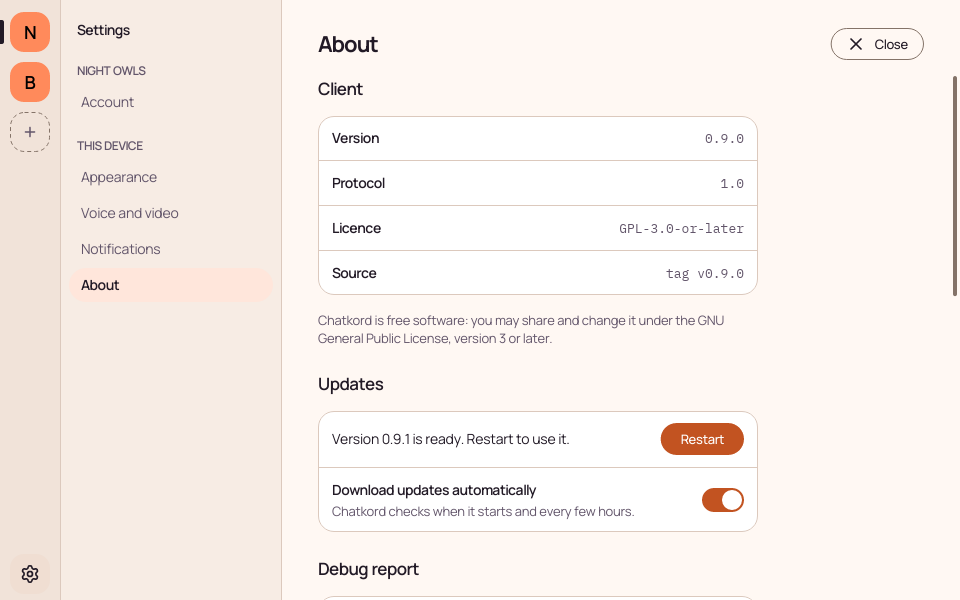 N
B
Settings
NIGHT OWLS
Account
THIS DEVICE
Appearance
Voice and video
Notifications
About
About
Close
Client
Version 0.9.0
Protocol 1.0
Licence GPL-3.0-or-later
Source tag v0.9.0
Chatkord is free software: you may share and change it under the GNU
General Public License, version 3 or later.
Updates
Version 0.9.1 is ready. Restart to use it. Restart
Download updates automatically
Chatkord checks when it starts and every few hours.
Debug report